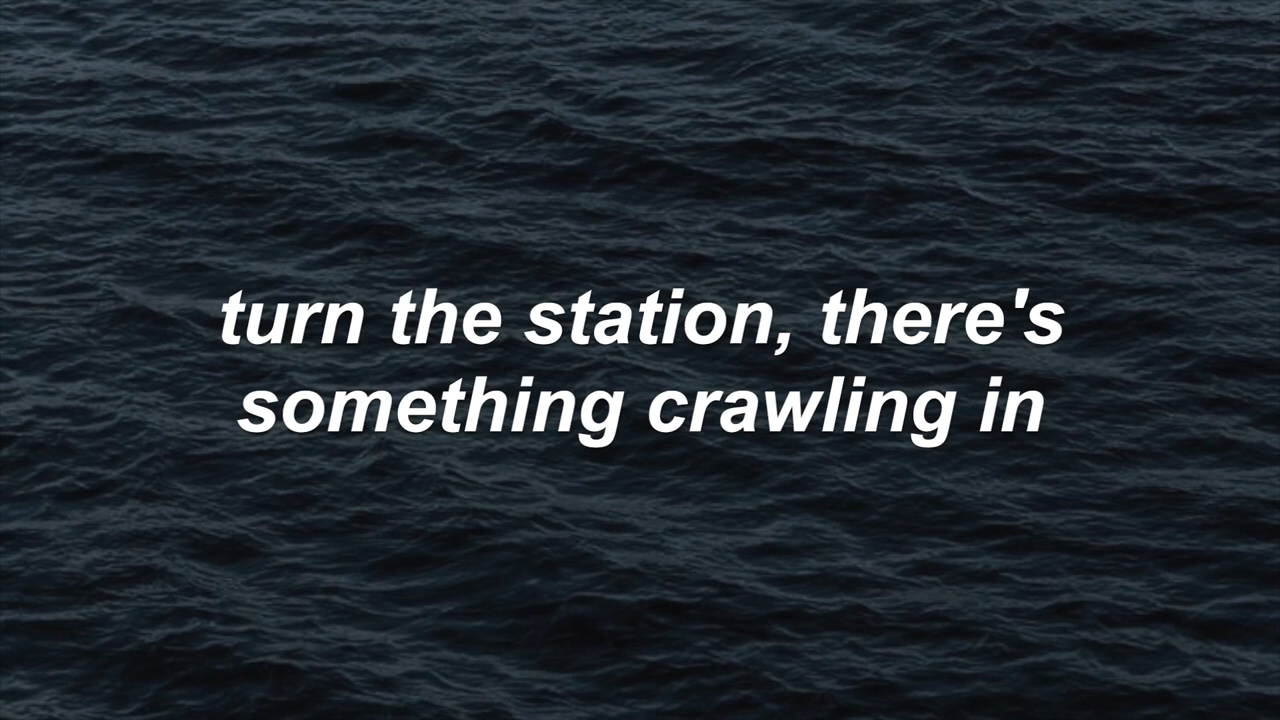 turn the station, there's
something crawling in